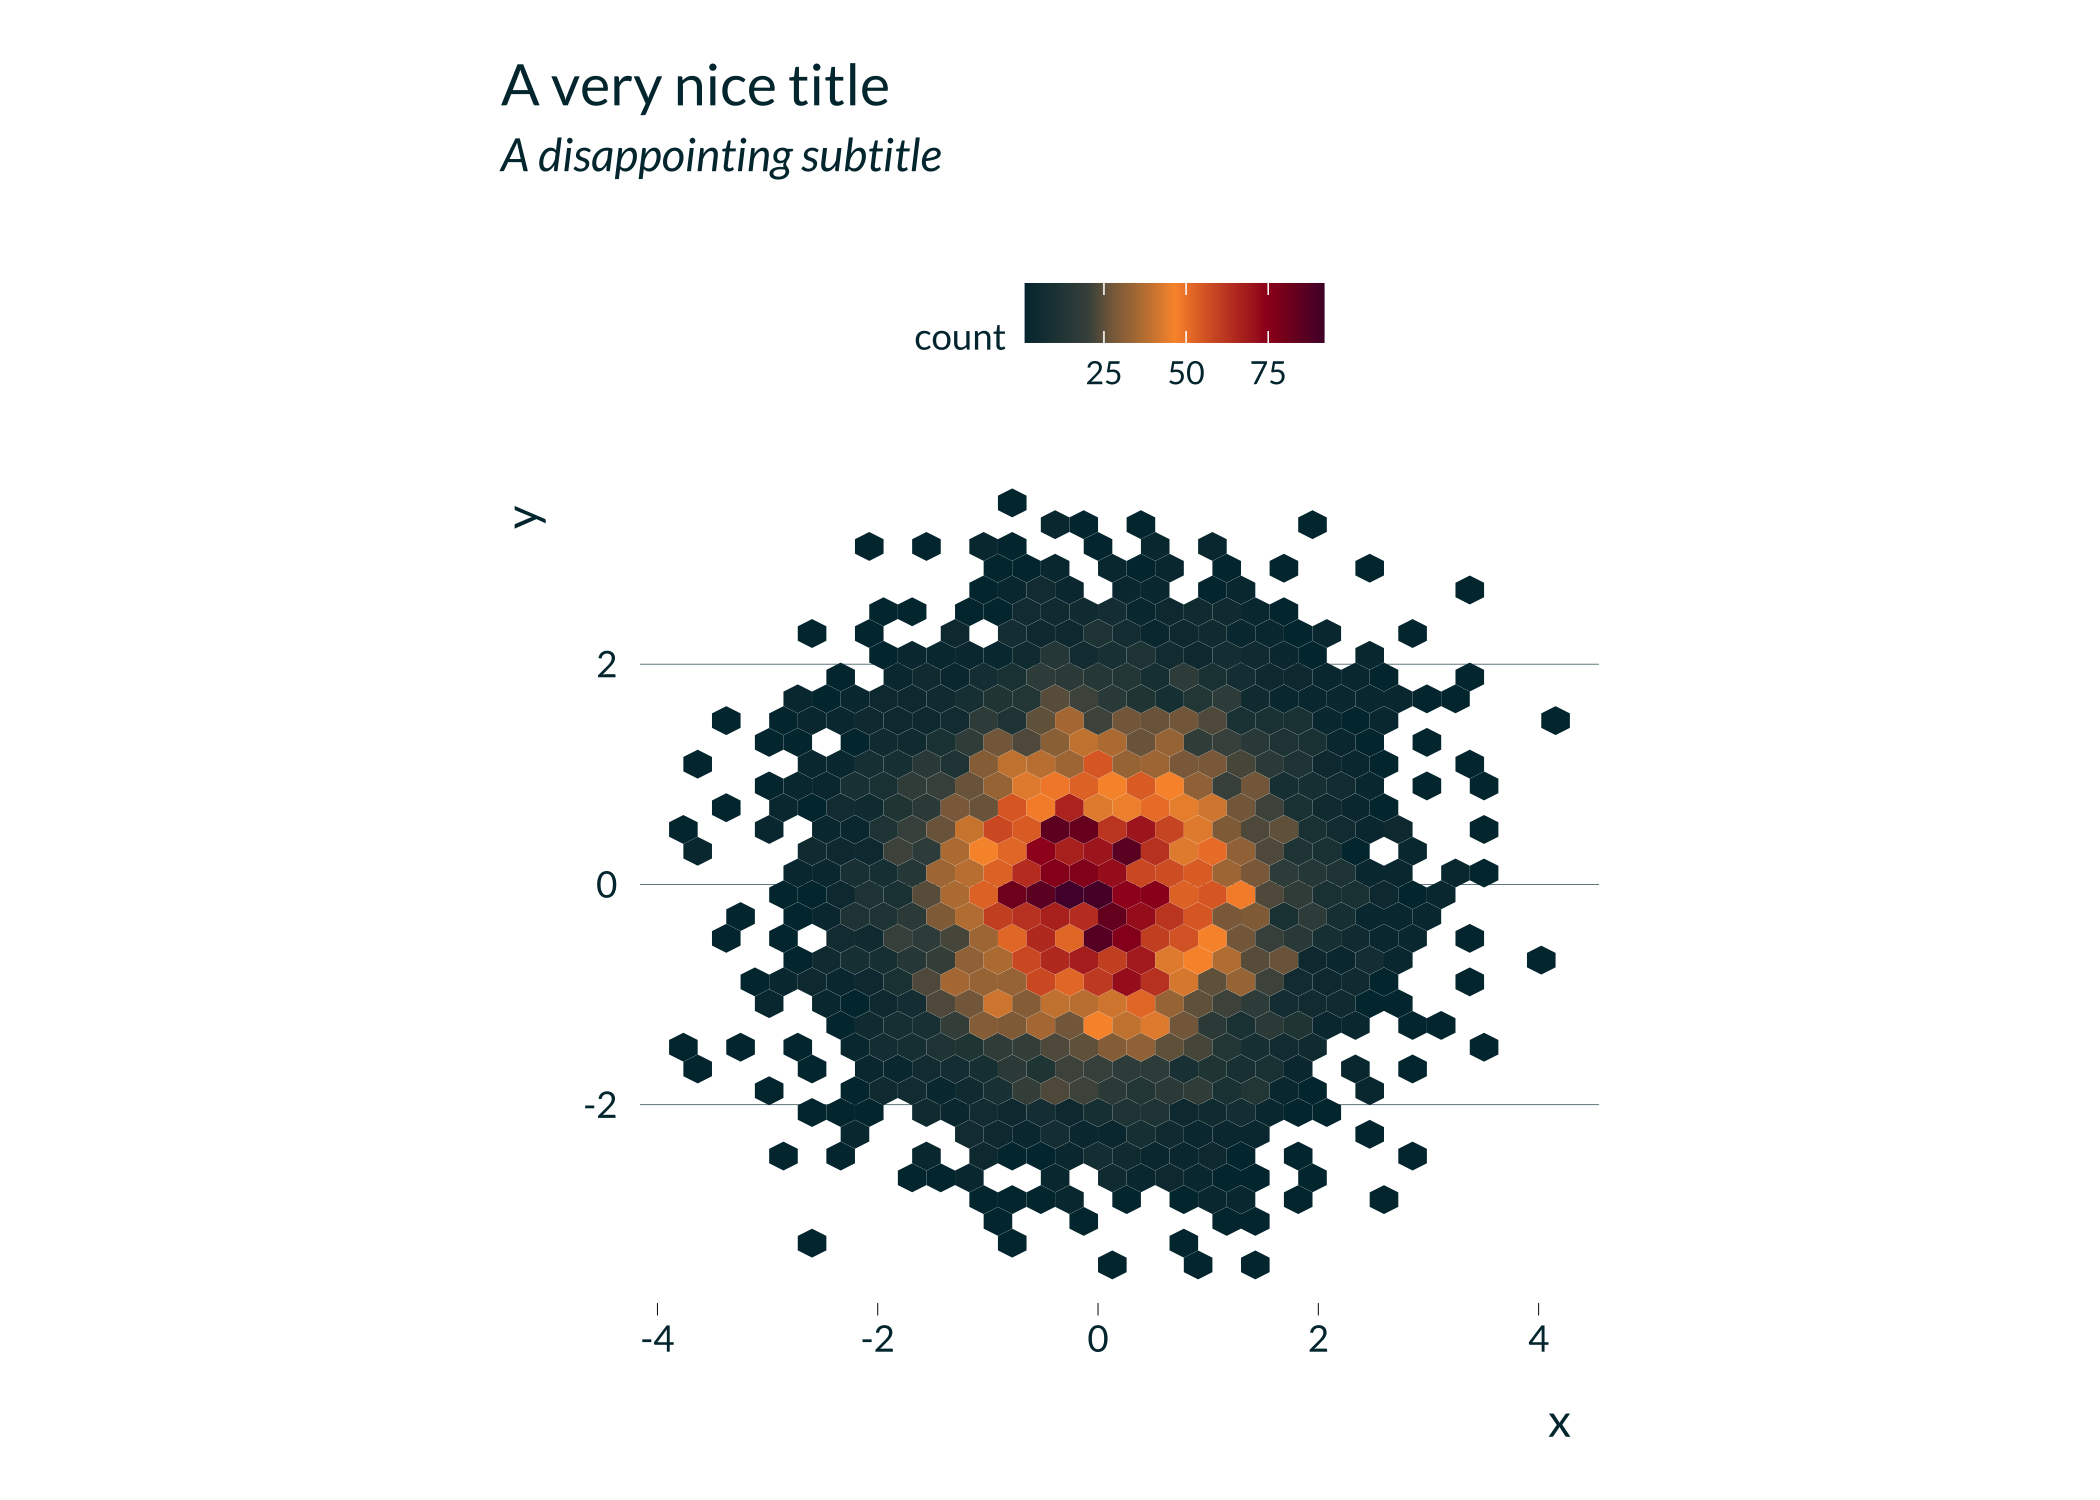 A very nice title
A disappointing subtitle
count
25 50 75
y
2
0
-2
-4 -2 0 2 4
x